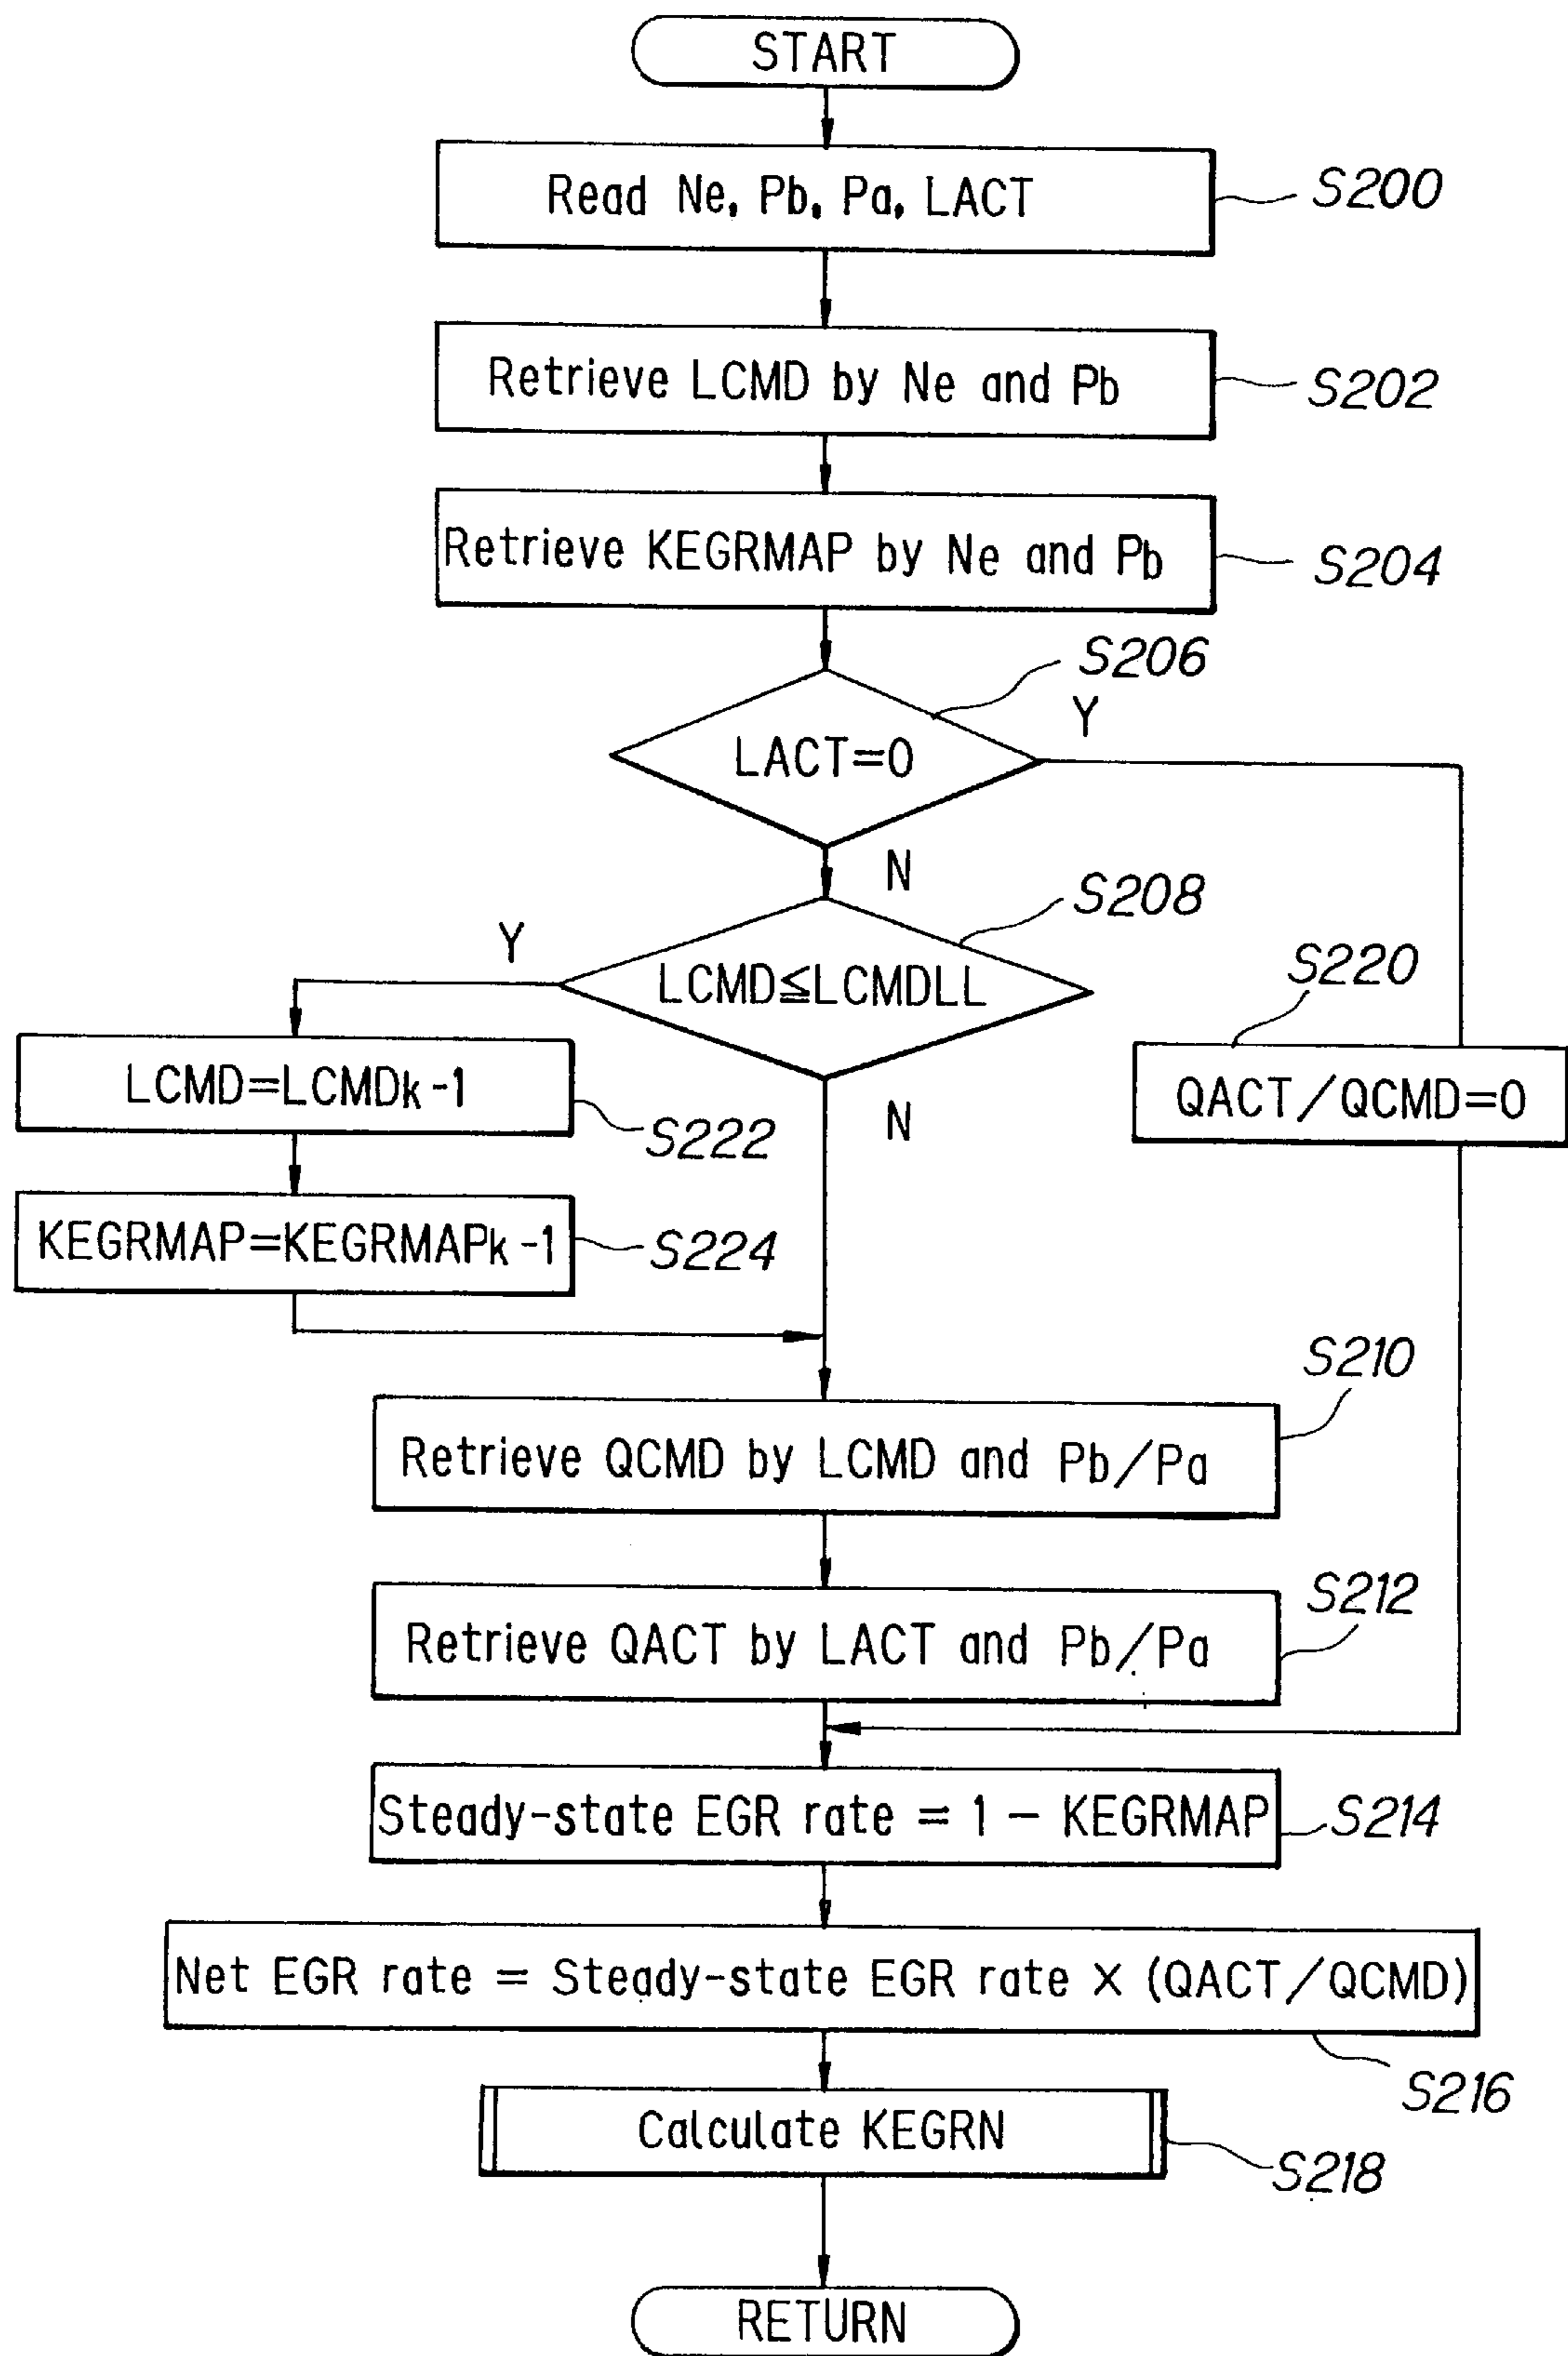 START
Read Ne, Pb, Pa, LACT
S200
Retrieve LCMD by Ne and Pb
S202
Retrieve KEGRMAP by Ne and Pb
S204
S206
LACT=0
Y
N
S208
LCMD≦LCMDLL
Y
N
S220
QACT/QCMD=0
LCMD=LCMDk-1
S222
KEGRMAP=KEGRMAPk-1
S224
S210
Retrieve QCMD by LCMD and Pb/Pa
S212
Retrieve QACT by LACT and Pb/Pa
Steady-state EGR rate = 1 − KEGRMAP
S214
Net EGR rate = Steady-state EGR rate × (QACT/QCMD)
S216
Calculate KEGRN
S218
RETURN